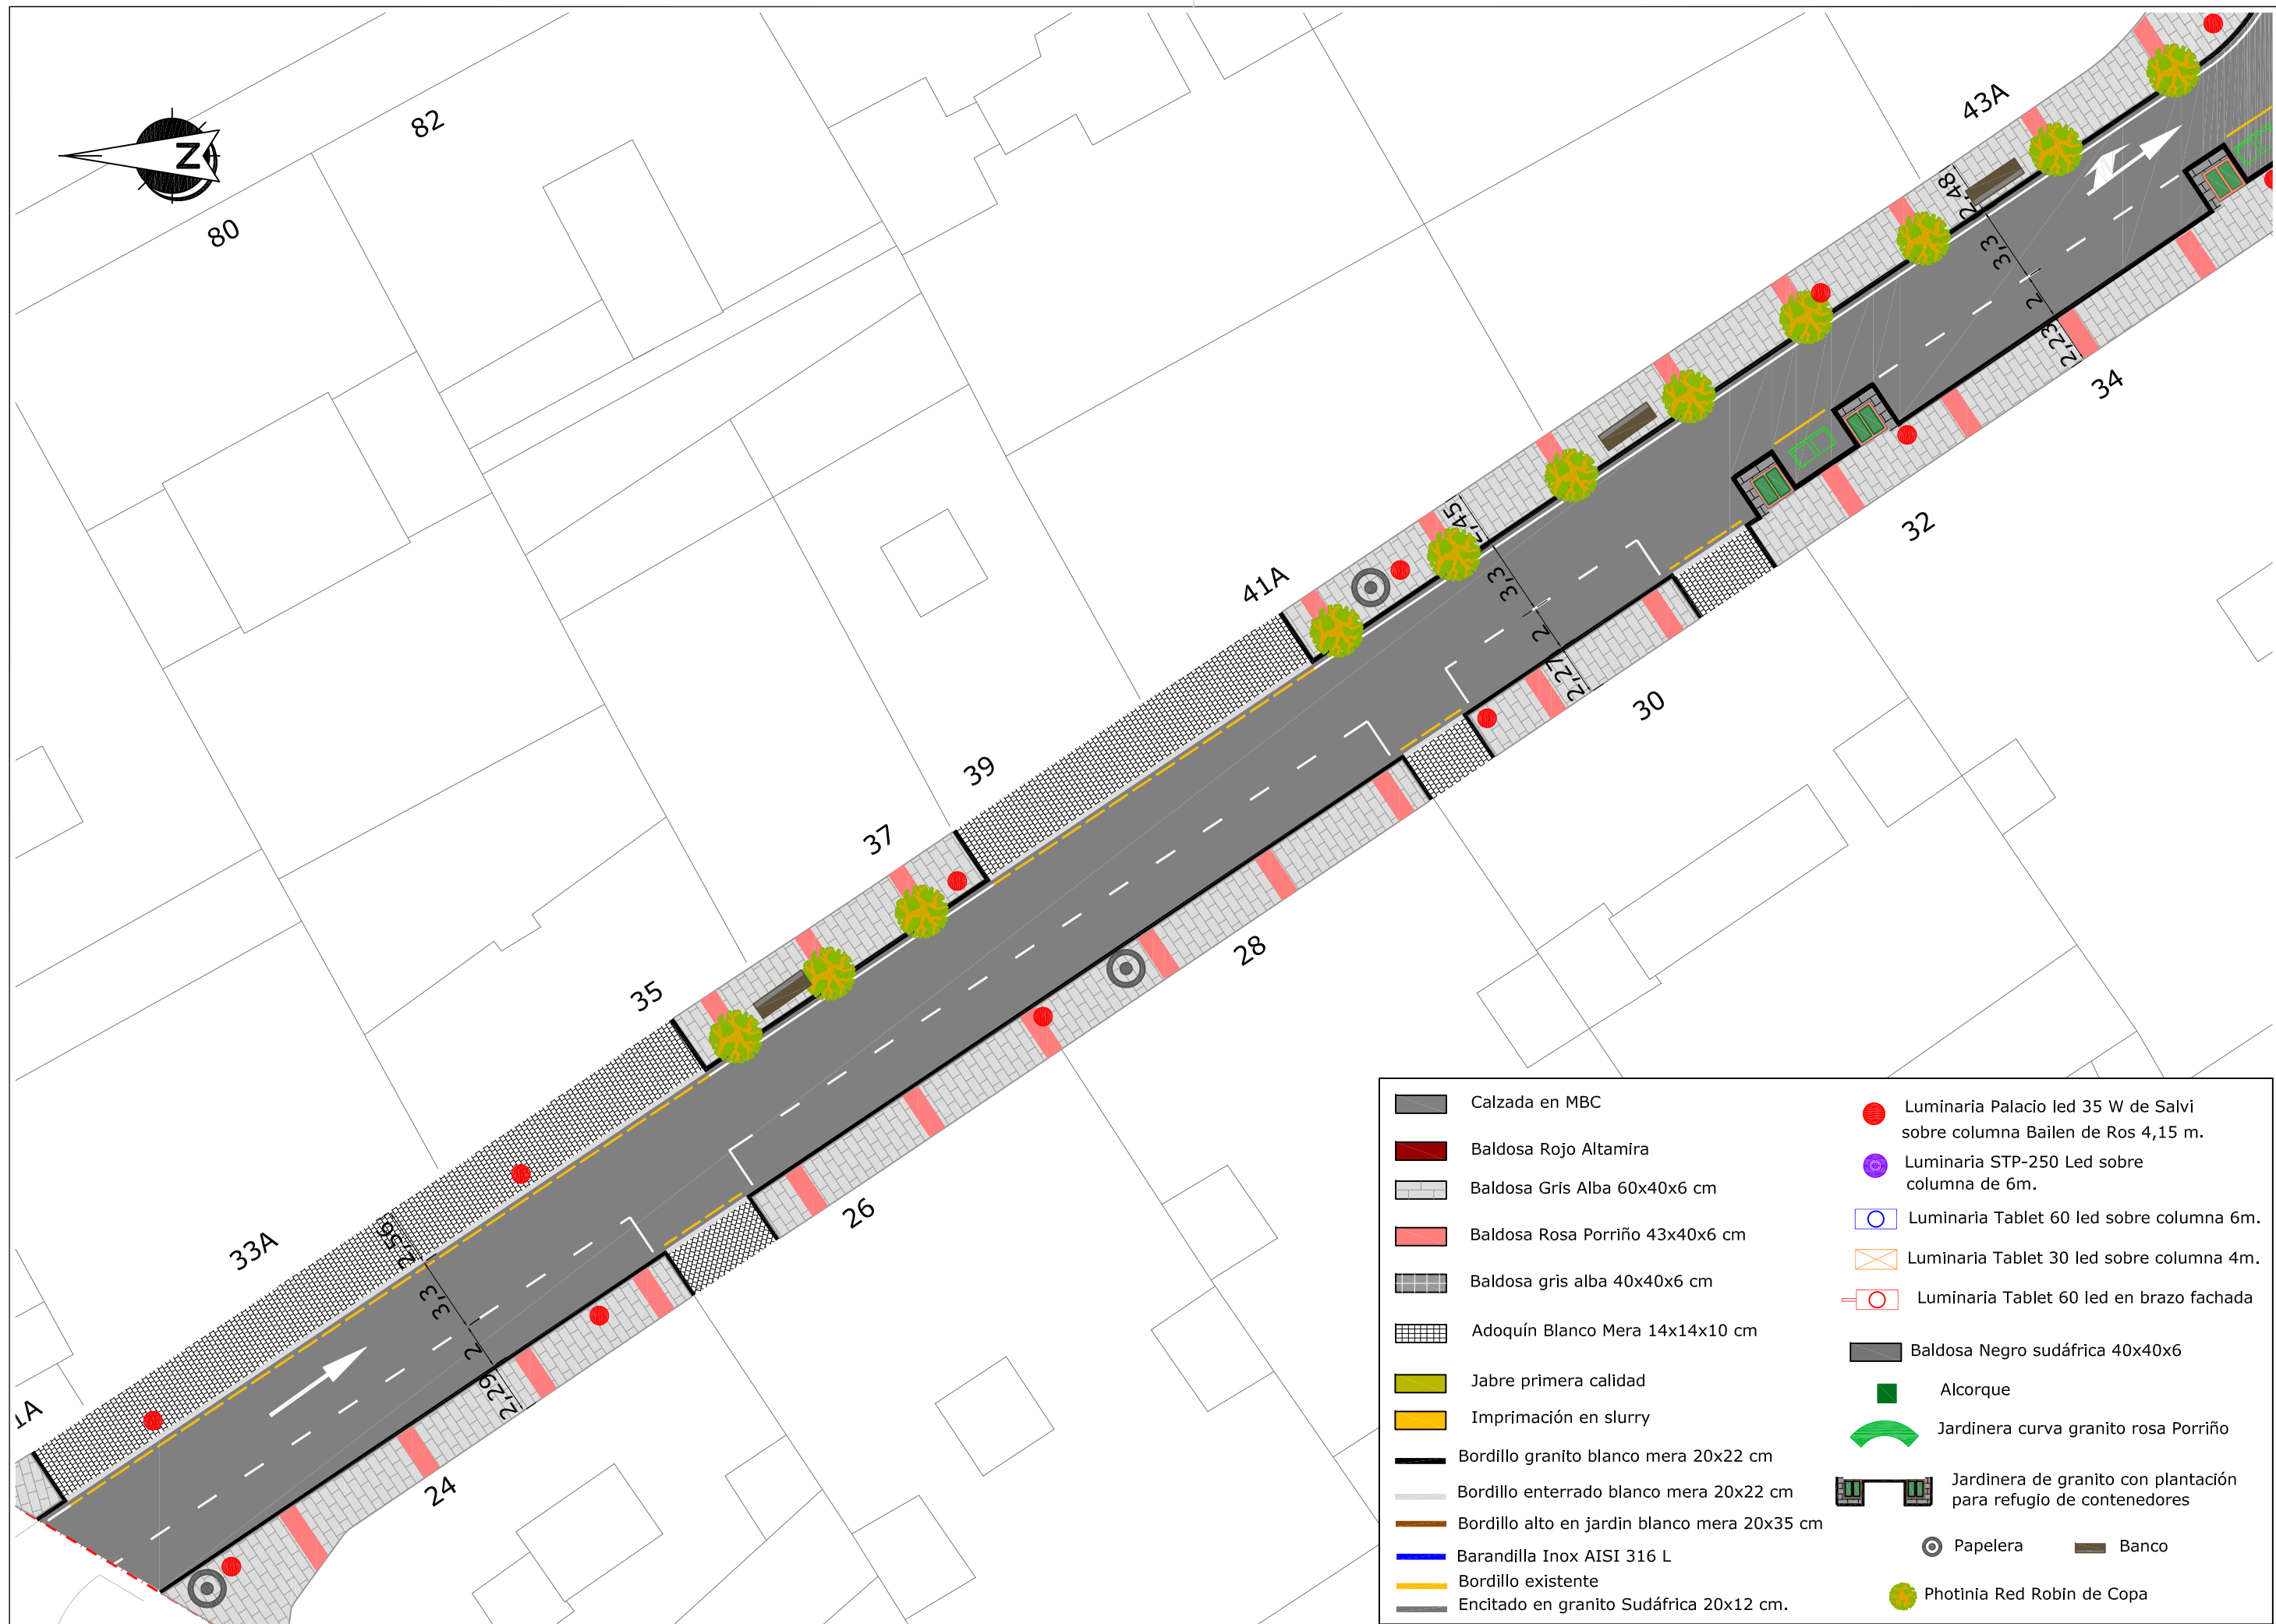 N
82
80
43A
2,48
3,3
2
2,23
34
32
41A
3,3
2
2,27
30
39
37
28
35
26
33A
2,56
3,3
2
2,29
24
Calzada en MBC
Baldosa Rojo Altamira
Baldosa Gris Alba 60x40x6 cm
Baldosa Rosa Porriño 43x40x6 cm
Baldosa gris alba 40x40x6 cm
Adoquín Blanco Mera 14x14x10 cm
Jabre primera calidad
Imprimación en slurry
Bordillo granito blanco mera 20x22 cm
Bordillo enterrado blanco mera 20x22 cm
Bordillo alto en jardin blanco mera 20x35 cm
Barandilla Inox AISI 316 L
Bordillo existente
Encitado en granito Sudáfrica 20x12 cm.
Luminaria Palacio led 35 W de Salvi
sobre columna Bailen de Ros 4,15 m.
Luminaria STP-250 Led sobre
columna de 6m.
Luminaria Tablet 60 led sobre columna 6m.
Luminaria Tablet 30 led sobre columna 4m.
Luminaria Tablet 60 led en brazo fachada
Baldosa Negro sudáfrica 40x40x6
Alcorque
Jardinera curva granito rosa Porriño
Jardinera de granito con plantación
para refugio de contenedores
Papelera
Banco
Photinia Red Robin de Copa